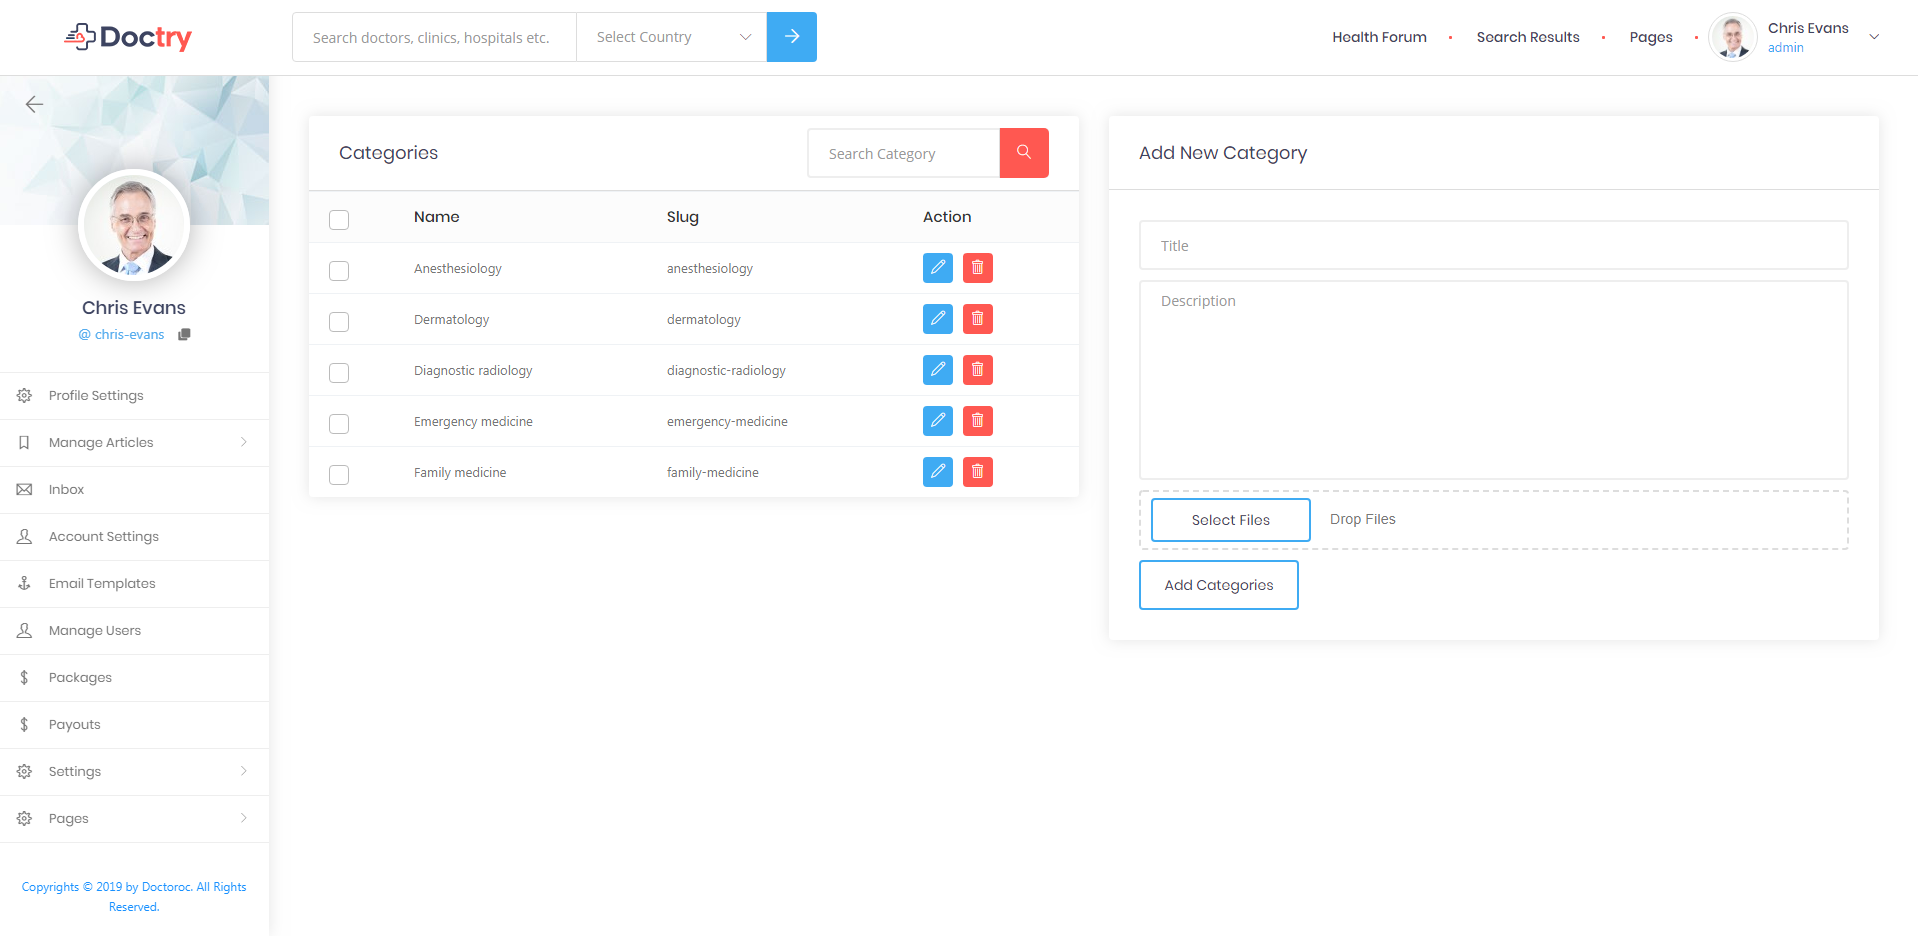 Doctry
Search doctors, clinics, hospitals etc.
Select Country
Health Forum
Search Results
Pages
Chris Evans
admin
Chris Evans
@ chris-evans
Profile Settings
Manage Articles
Inbox
Account Settings
Email Templates
Manage Users
Packages
Payouts
Settings
Pages
Copyrights © 2019 by Doctoroc. All Rights
Reserved.
Categories
Search Category
Name Slug Action
Anesthesiology anesthesiology
Dermatology dermatology
Diagnostic radiology diagnostic-radiology
Emergency medicine emergency-medicine
Family medicine family-medicine
Add New Category
Title
Description
Select Files Drop Files
Add Categories